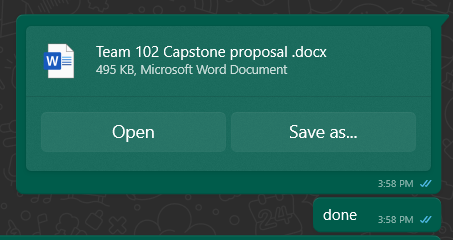 Team 102 Capstone proposal .docx
W
495 KB, Microsoft Word Document
Open Save as...
3:58 PM
done 3:58 PM